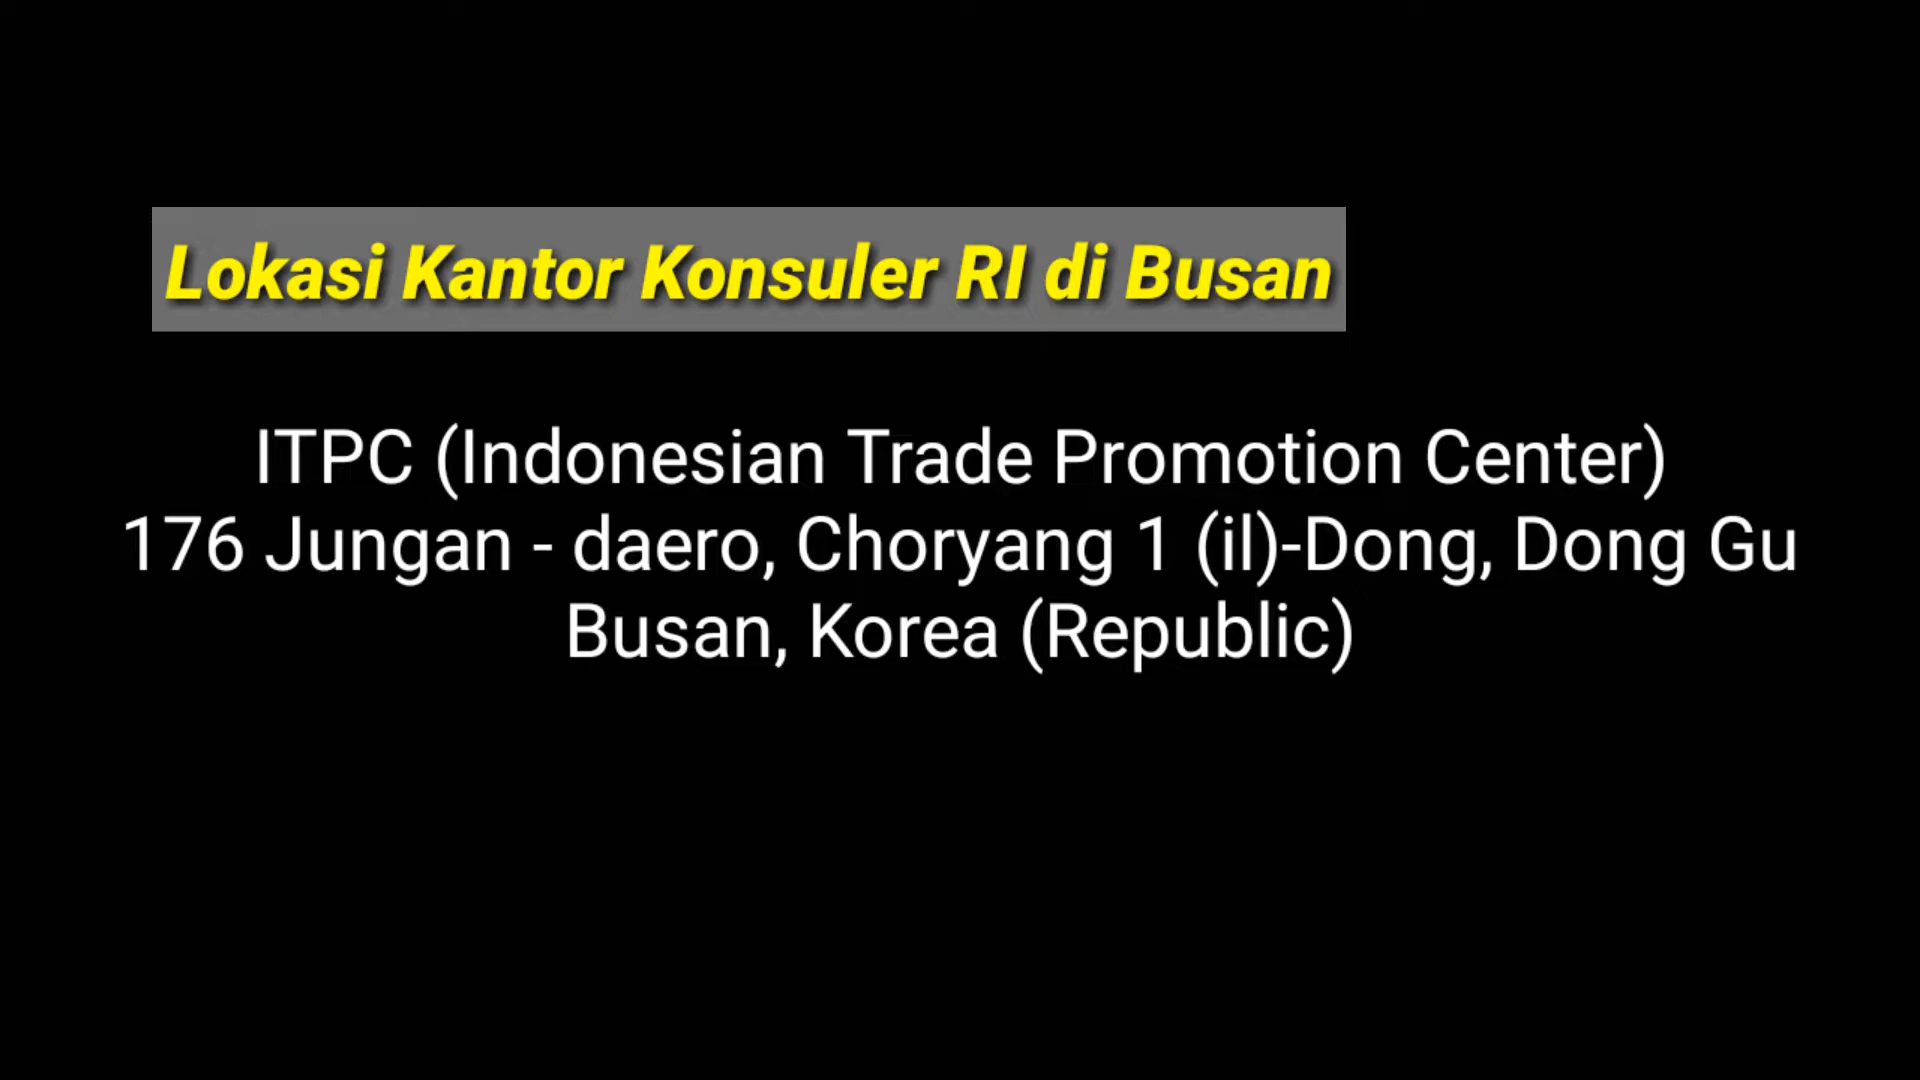 Lokasi Kantor Konsuler RI di Busan
ITPC (Indonesian Trade Promotion Center)
176 Jungan - daero, Choryang 1 (il)-Dong, Dong Gu
Busan, Korea (Republic)